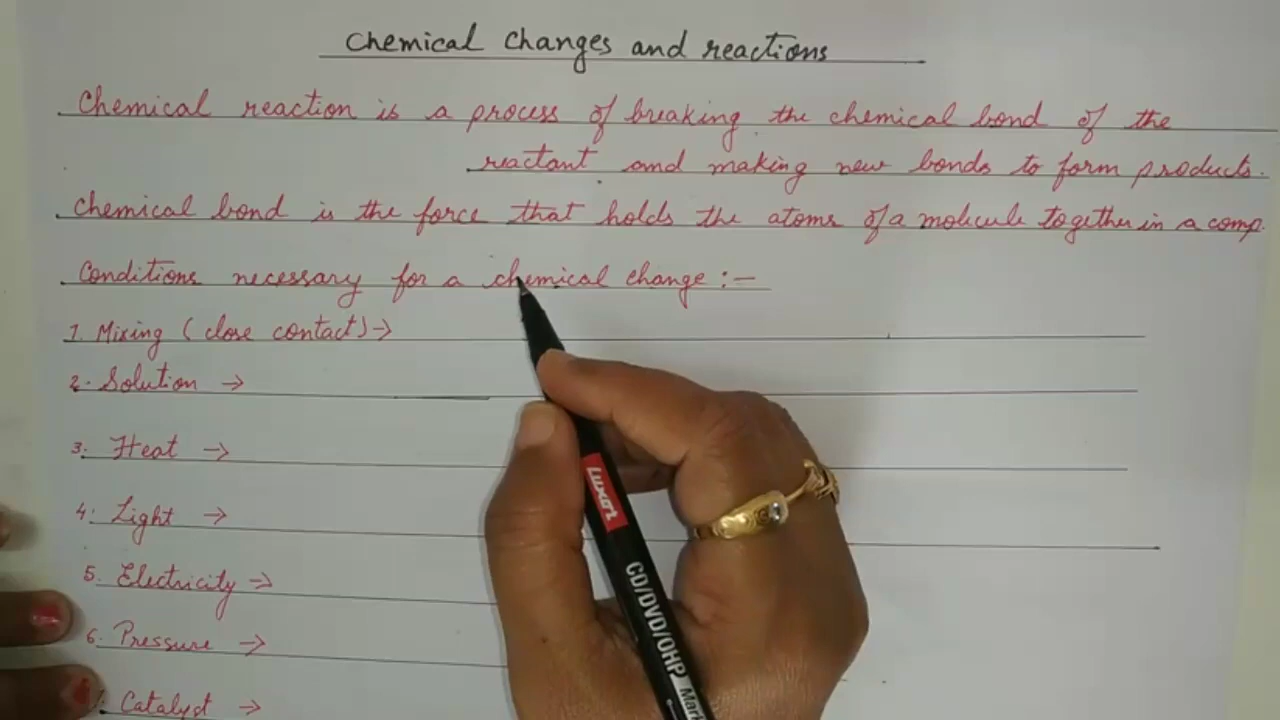 Chemical changes and reactions
Chemical reaction is a process of breaking the chemical bond of the
reactant and making new bonds to form products.
Chemical bond is the force that holds the atoms of a molecule together in a comp.
Conditions necessary for a chemical change :-
1. Mixing (close contact) →
2. Solution →
3. Heat →
4. Light →
5. Electricity →
6. Pressure →
Catalyst →
Luxor
CD/DVD/OHP Mar